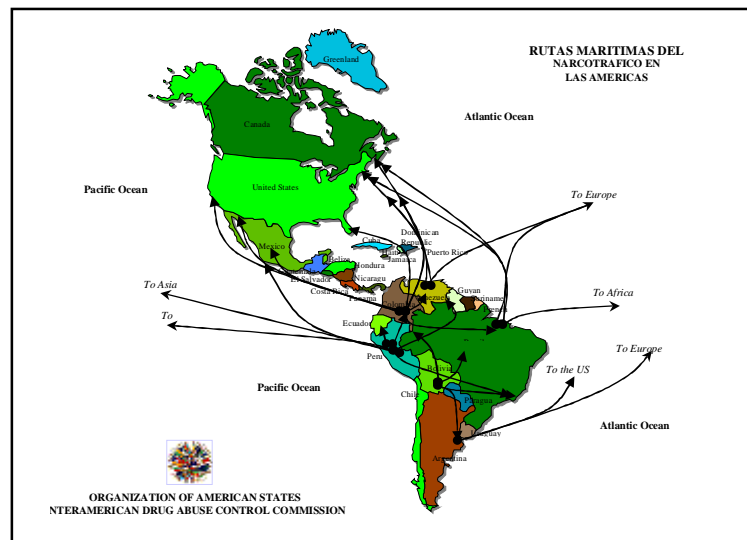 RUTAS MARITIMAS DEL
NARCOTRAFICO EN
LAS AMERICAS
Greenland
Atlantic Ocean
Canada
Pacific Ocean
United States
To Europe
Mexico
Cuba
Dominican
Republic
Puerto Rico
Jamaica
Belize
Hondura
El Salvador
Nicaragu
Costa Rica
Panama
Guyan
Suriname
To Asia
To Africa
To
Ecuador
Peru
To Europe
Bolivia
To the US
Pacific Ocean
Chile
Paragua
Atlantic Ocean
Uruguay
Argentina
ORGANIZATION OF AMERICAN STATES
NTERAMERICAN DRUG ABUSE CONTROL COMMISSION